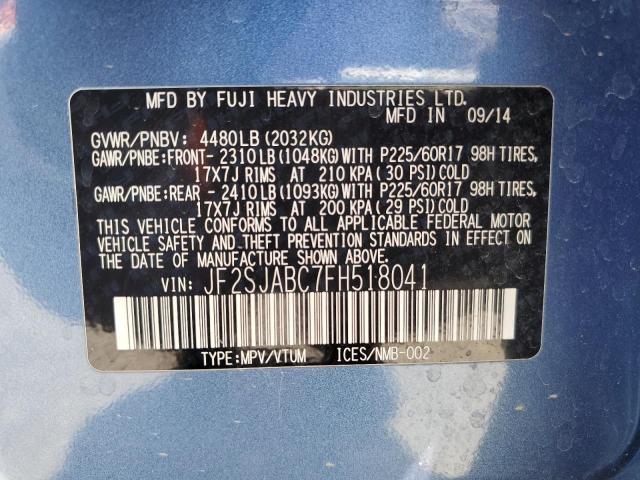 MFD BY FUJI HEAVY INDUSTRIES LTD.
MFD IN 09/14
GVWR/PNBV: 4480LB (2032KG)
GAWR/PNBE:FRONT- 2310 LB (1048KG) WITH P225/60R17 98H TIRES,
17X7J RIMS AT 210 KPA ( 30 PSI) COLD
GAWR/PNBE:REAR - 2410 LB (1093KG) WITH P225/60R17 98H TIRES,
17X7J RIMS AT 200 KPA ( 29 PSI) COLD
THIS VEHICLE CONFORMS TO ALL APPLICABLE FEDERAL MOTOR
VEHICLE SAFETY AND THEFT PREVENTION STANDARDS IN EFFECT ON THE
DATE OF MANUFACTURE SHOWN ABOVE.
VIN: JF2SJABC7FH518041
TYPE:MPV/VTUM ICES/NMB-002